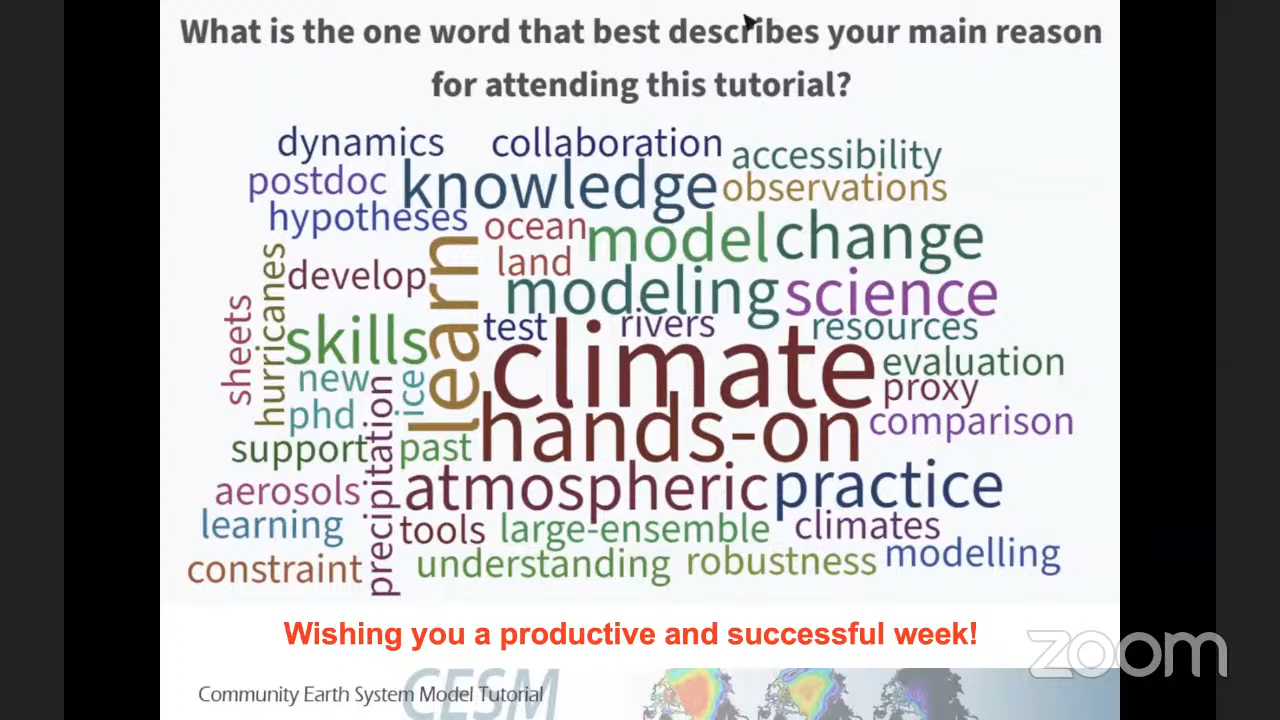 What is the one word that best describes your main reason
for attending this tutorial?
dynamics collaboration accessibility
postdoc knowledge observations
hypotheses ocean model change
hurricanes develop learn land
sheets modeling science
skills test rivers resources
new ice climate evaluation
phd proxy
support precipitation past hands-on comparison
aerosols atmospheric practice
learning tools large-ensemble climates
constraint understanding robustness modelling
Wishing you a productive and successful week!
zoom
Community Earth System Model Tutorial
CESM